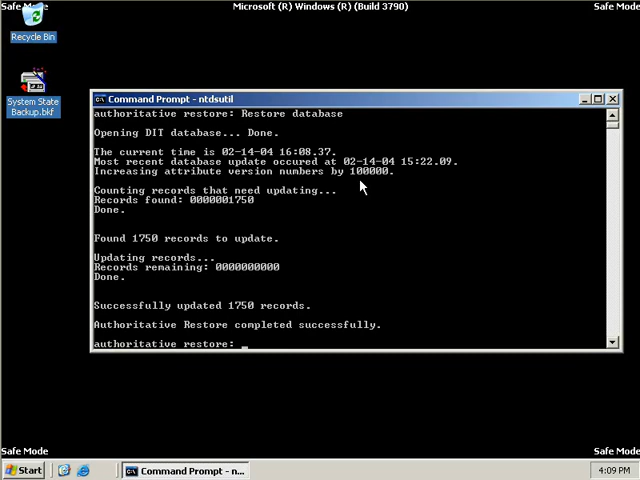 Safe Mode
Microsoft (R) Windows (R) (Build 3790)
Safe Mode
Recycle Bin
System State
Backup.bkf
Command Prompt - ntdsutil
authoritative restore: Restore database
Opening DIT database... Done.
The current time is 02-14-04 16:08.37.
Most recent database update occured at 02-14-04 15:22.09.
Increasing attribute version numbers by 100000.
Counting records that need updating...
Records found: 0000001750
Done.
Found 1750 records to update.
Updating records...
Records remaining: 0000000000
Done.
Successfully updated 1750 records.
Authoritative Restore completed successfully.
authoritative restore: _
Safe Mode
Safe Mode
Start
Command Prompt - n...
4:09 PM